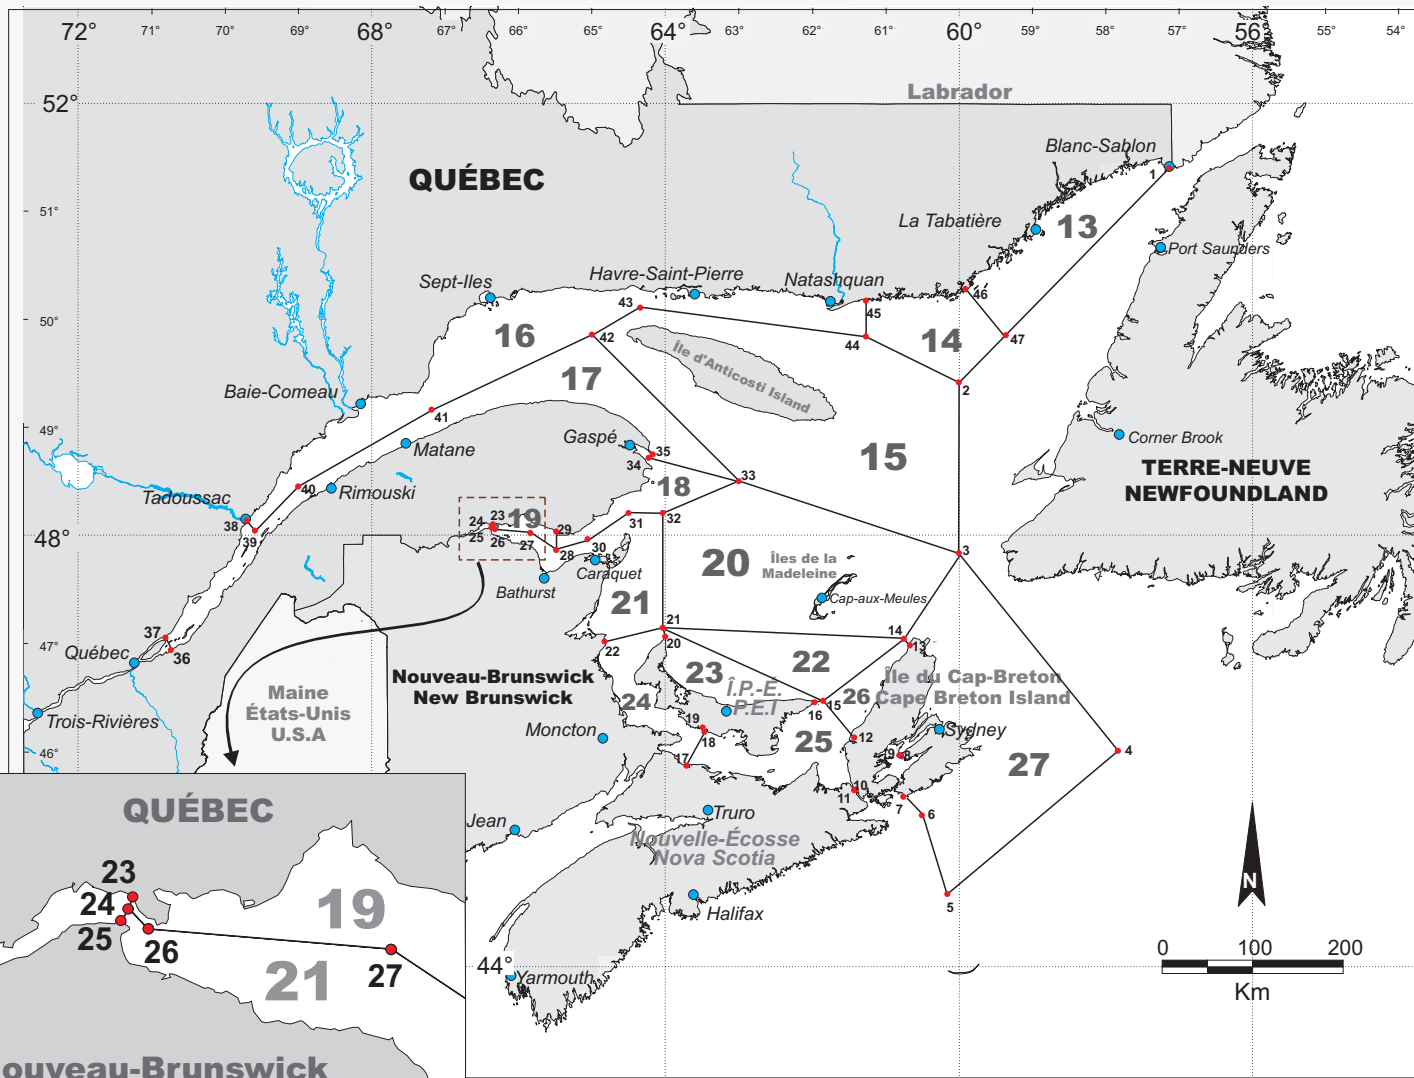 72° 71° 70° 69° 68° 67° 66° 65° 64° 63° 62° 61° 60° 59° 58° 57° 56° 55° 54°
52°
Labrador
Blanc-Sablon
1
QUÉBEC
51°
La Tabatière
13
Port Saunders
Sept-Iles
Havre-Saint-Pierre
Natashquan
46
43
45
50°
16
42
44
14
47
Île d'Anticosti Island
17
2
Baie-Comeau
41
49°
Gaspé
Corner Brook
Matane
35
34
15
TERRE-NEUVE
NEWFOUNDLAND
33
40
Rimouski
18
Tadoussac
38
39
24
23
19
29
31
32
25
26
27
28
30
48°
3
20
Îles de la
Madeleine
Caraquet
Bathurst
21
Cap-aux-Meules
37
36
21
20
22
14
13
47°
Québec
23
22
Nouveau-Brunswick
New Brunswick
Île du Cap-Breton
Cape Breton Island
26
Î.P.-É.
P.E.I
Maine
États-Unis
U.S.A
24
15
16
Trois-Rivières
Moncton
19
18
25
12
Sydney
46°
9
8
4
17
27
10
11
7
6
Jean
Truro
Nouvelle-Écosse
Nova Scotia
5
Halifax
44°
Yarmouth
N
0 100 200
Km
QUÉBEC
23
24
25
26
19
27
21
ouveau-Brunswick